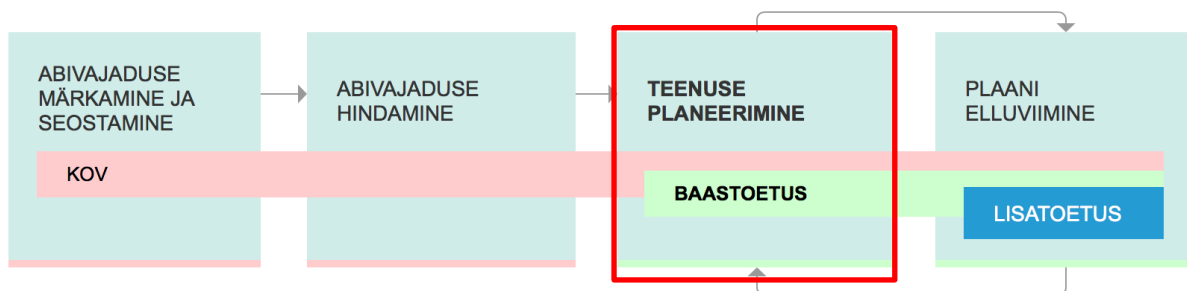 ABIVAJADUSE
MÄRKAMINE JA
SEOSTAMINE
ABIVAJADUSE
HINDAMINE
TEENUSE
PLANEERIMINE
PLAANI
ELLUVIIMINE
KOV
BAASTOETUS
LISATOETUS